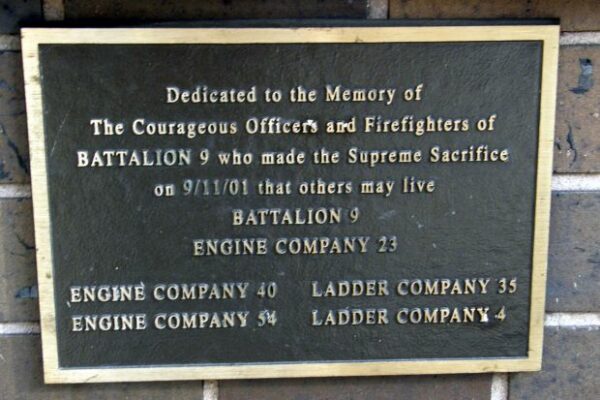 Dedicated to the Memory of
The Courageous Officers and Firefighters of
BATTALION 9 who made the Supreme Sacrifice
on 9/11/01 that others may live
BATTALION 9
ENGINE COMPANY 23
ENGINE COMPANY 40 LADDER COMPANY 35
ENGINE COMPANY 54 LADDER COMPANY 4